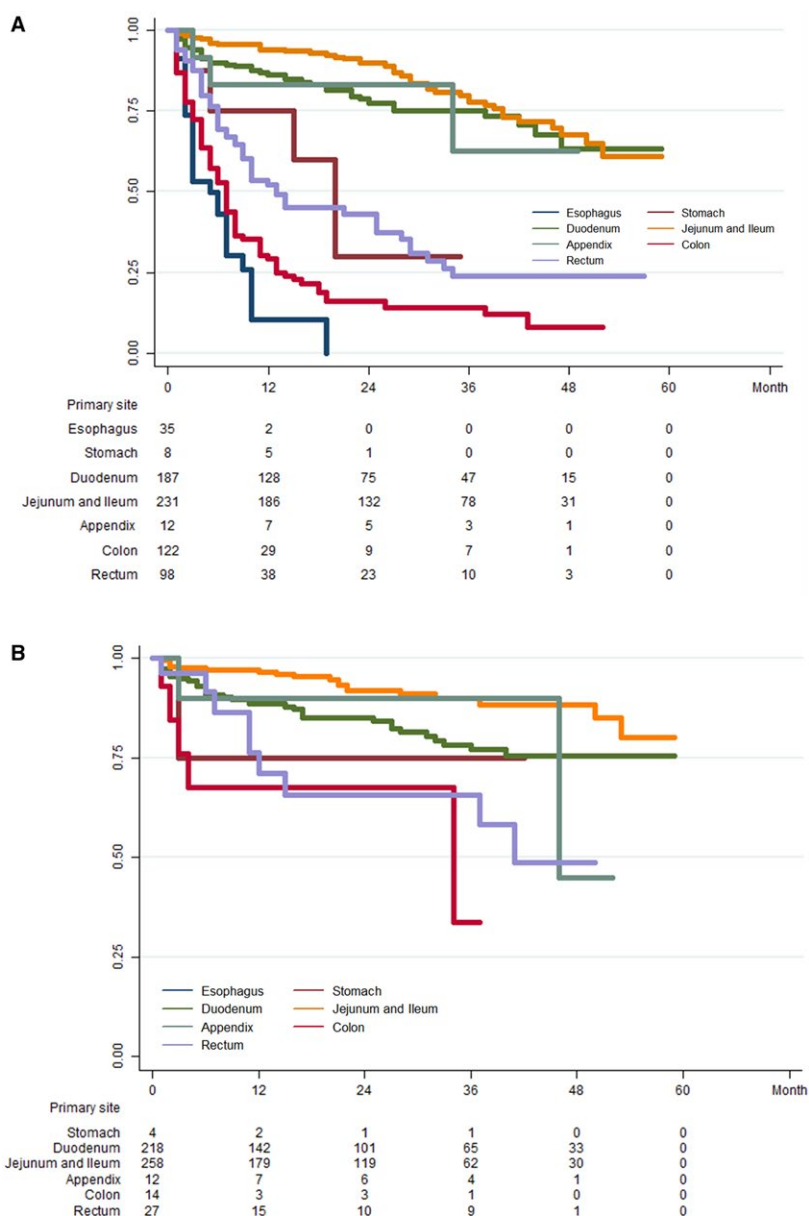 A
1.00
0.75
0.50
0.25
0.00
Esophagus Stomach
Duodenum Jejunum and Ileum
Appendix Colon
Rectum
0 12 24 36 48 60 Month
Primary site
Esophagus 35 2 0 0 0 0
Stomach 8 5 1 0 0 0
Duodenum 187 128 75 47 15 0
Jejunum and Ileum 231 186 132 78 31 0
Appendix 12 7 5 3 1 0
Colon 122 29 9 7 1 0
Rectum 98 38 23 10 3 0
B
1.00
0.75
0.50
0.25
0.00
Esophagus Stomach
Duodenum Jejunum and Ileum
Appendix Colon
Rectum
0 12 24 36 48 60 Month
Primary site
Stomach 4 2 1 1 0 0
Duodenum 218 142 101 65 33 0
Jejunum and Ileum 258 179 119 62 30 0
Appendix 12 7 6 4 1 0
Colon 14 3 3 1 0 0
Rectum 27 15 10 9 1 0